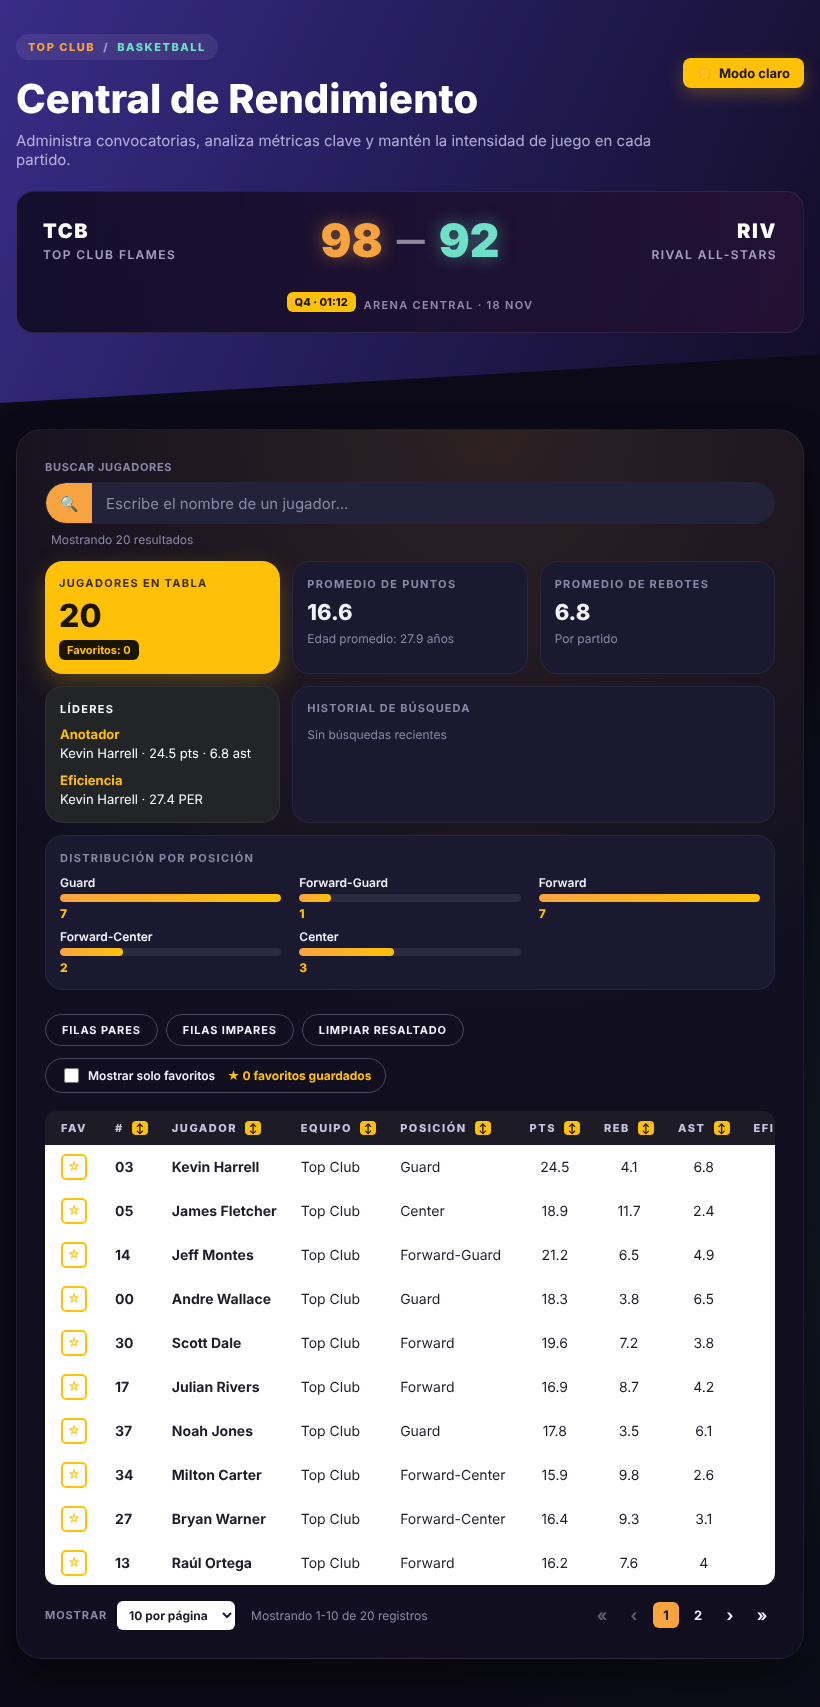 TOP CLUB / BASKETBALL
Modo claro
Central de Rendimiento
Administra convocatorias, analiza métricas clave y mantén la intensidad de juego en cada
partido.
TCB 98 — 92 RIV
TOP CLUB FLAMES RIVAL ALL-STARS
Q4 · 01:12 ARENA CENTRAL · 18 NOV
BUSCAR JUGADORES
Escribe el nombre de un jugador...
Mostrando 20 resultados
JUGADORES EN TABLA
20
Favoritos: 0
PROMEDIO DE PUNTOS
16.6
Edad promedio: 27.9 años
PROMEDIO DE REBOTES
6.8
Por partido
LÍDERES
Anotador
Kevin Harrell · 24.5 pts · 6.8 ast
Eficiencia
Kevin Harrell · 27.4 PER
HISTORIAL DE BÚSQUEDA
Sin búsquedas recientes
DISTRIBUCIÓN POR POSICIÓN
Guard
7
Forward-Guard
1
Forward
7
Forward-Center
2
Center
3
FILAS PARES FILAS IMPARES LIMPIAR RESALTADO
Mostrar solo favoritos ★ 0 favoritos guardados
FAV # ↕ JUGADOR ↕ EQUIPO ↕ POSICIÓN ↕ PTS ↕ REB ↕ AST ↕ EFI
☆ 03 Kevin Harrell Top Club Guard 24.5 4.1 6.8
☆ 05 James Fletcher Top Club Center 18.9 11.7 2.4
☆ 14 Jeff Montes Top Club Forward-Guard 21.2 6.5 4.9
☆ 00 Andre Wallace Top Club Guard 18.3 3.8 6.5
☆ 30 Scott Dale Top Club Forward 19.6 7.2 3.8
☆ 17 Julian Rivers Top Club Forward 16.9 8.7 4.2
☆ 37 Noah Jones Top Club Guard 17.8 3.5 6.1
☆ 34 Milton Carter Top Club Forward-Center 15.9 9.8 2.6
☆ 27 Bryan Warner Top Club Forward-Center 16.4 9.3 3.1
☆ 13 Raúl Ortega Top Club Forward 16.2 7.6 4
MOSTRAR 10 por página Mostrando 1-10 de 20 registros « ‹ 1 2 › »